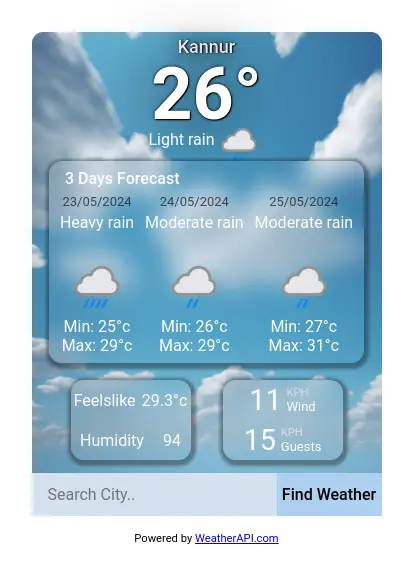 Kannur
26°
Light rain
3 Days Forecast
23/05/2024 24/05/2024 25/05/2024
Heavy rain Moderate rain Moderate rain
Min: 25°c Min: 26°c Min: 27°c
Max: 29°c Max: 29°c Max: 31°c
Feelslike 29.3°c
Humidity 94
11 KPH Wind
15 KPH Guests
Search City.. Find Weather
Powered by WeatherAPI.com